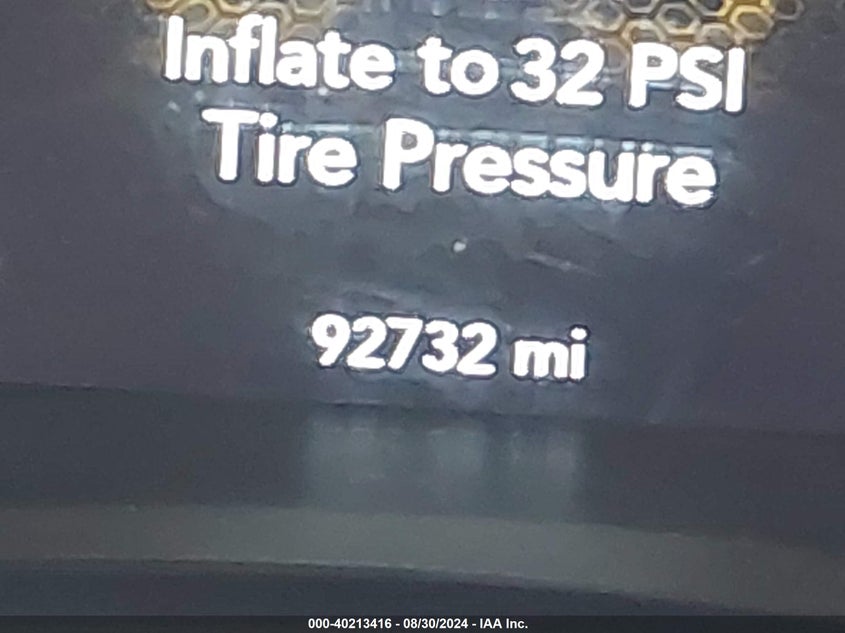 Inflate to 32 PSI
Tire Pressure
92732 mi
000-40213416 - 08/30/2024 - IAA Inc.